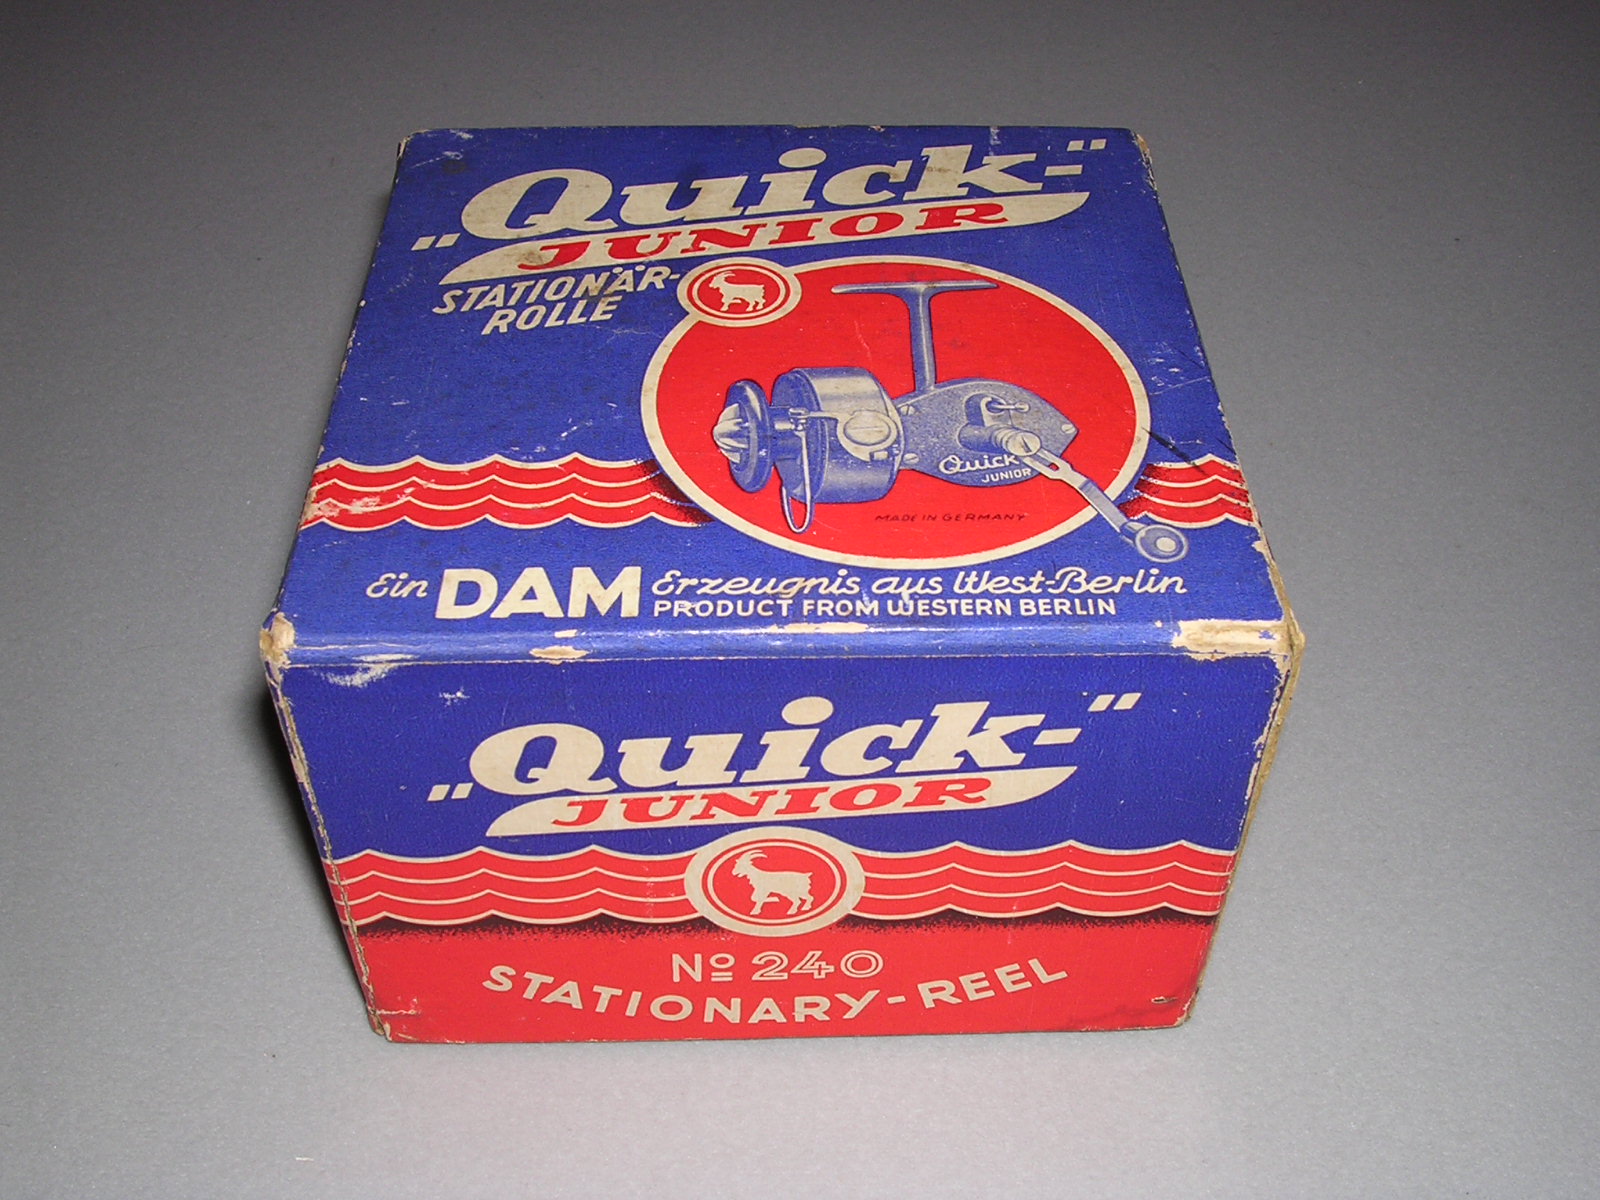 „Quick-“
JUNIOR
STATIONÄR-
ROLLE
Quick
JUNIOR
MADE IN GERMANY
Ein DAM Erzeugnis aus West-Berlin
PRODUCT FROM WESTERN BERLIN
„Quick-“
JUNIOR
№ 240
STATIONARY-REEL